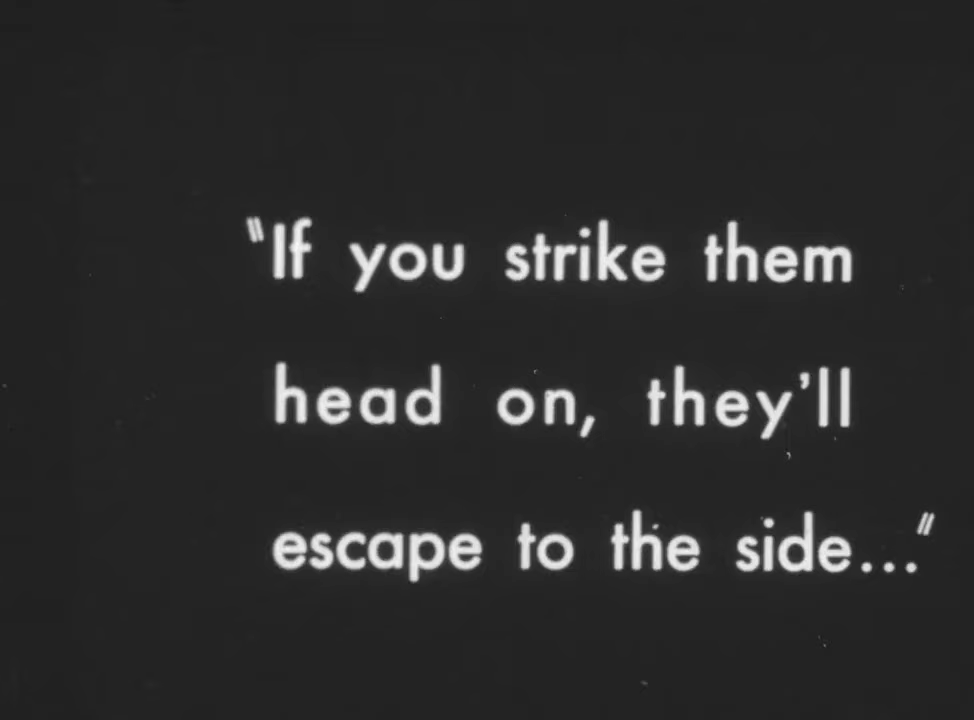 "If you strike them
head on, they'll
escape to the side..."